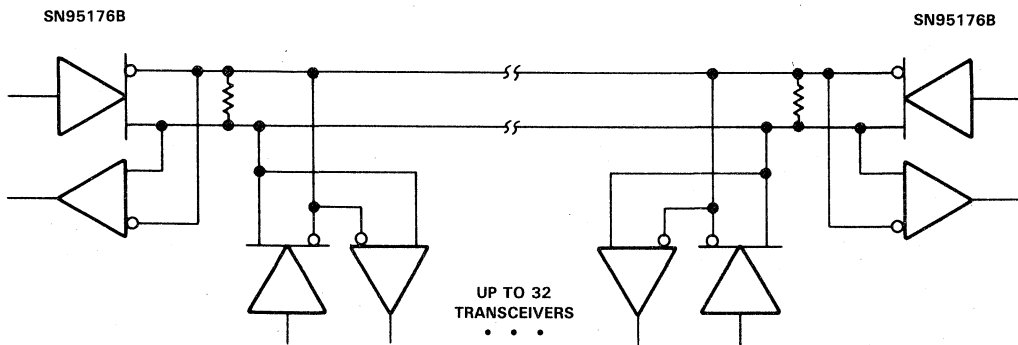 SN95176B
SN95176B
UP TO 32
TRANSCEIVERS
• • •